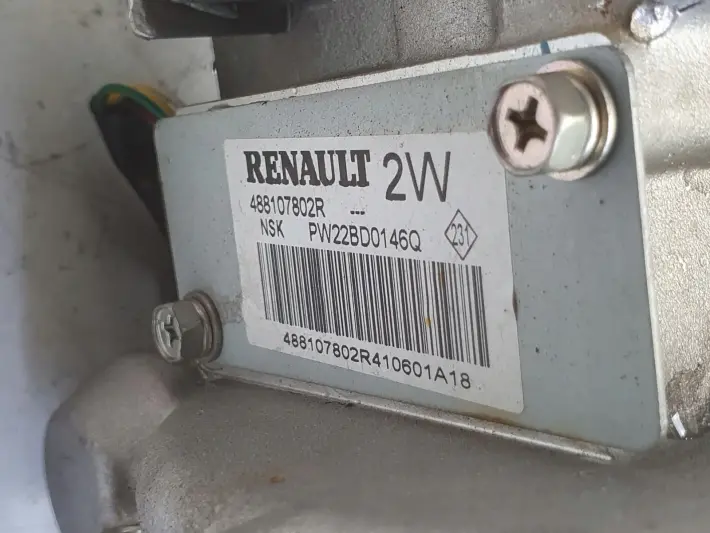 RENAULT 2W
488107802R ---
NSK PW22BD0146Q 231
488107802R410601A18